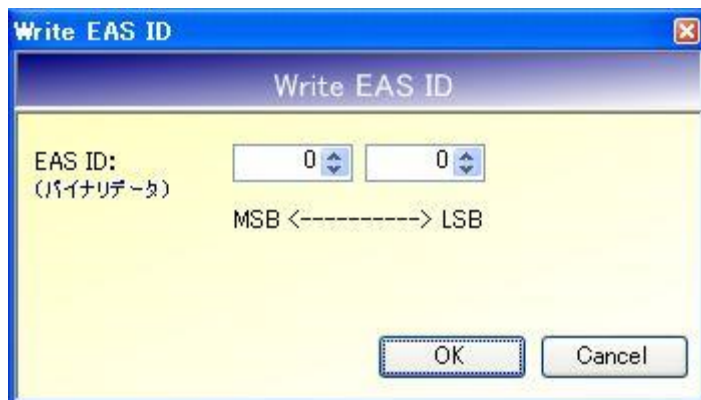 Write EAS ID
Write EAS ID
EAS ID: 0 0
(バイナリデータ)
MSB <----------> LSB
OK Cancel